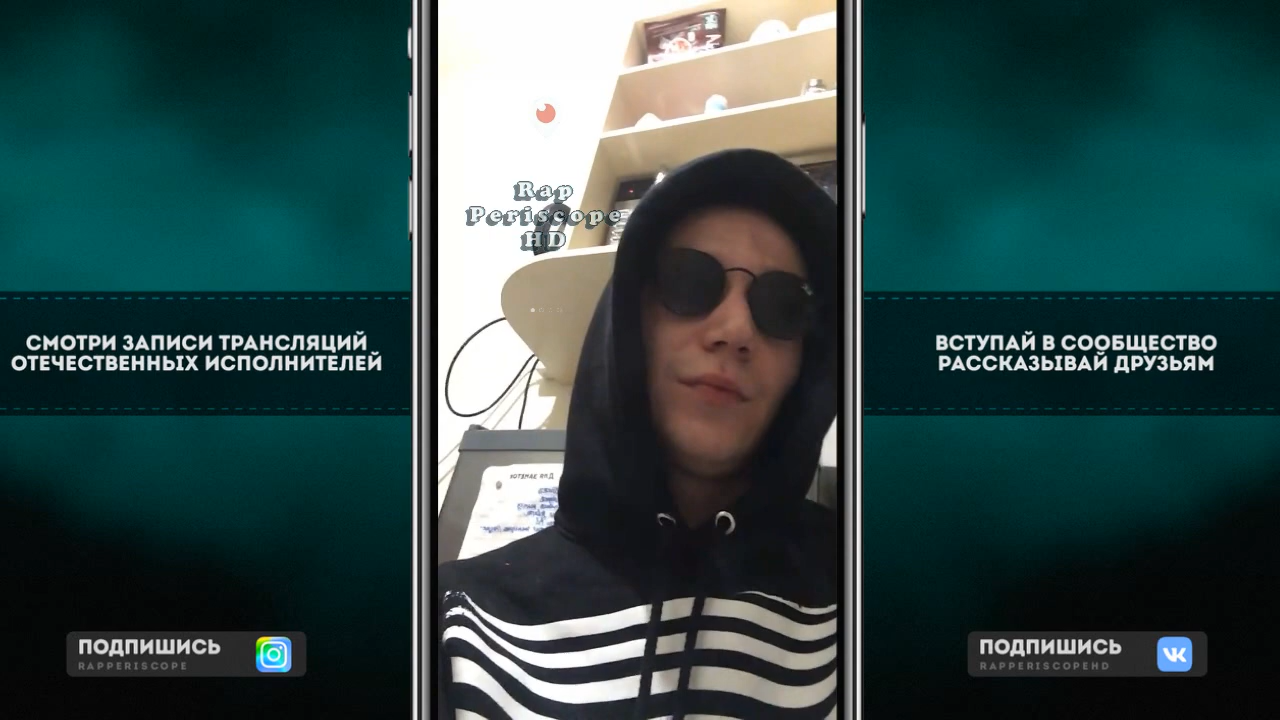 Rap
Periscope
HD
СМОТРИ ЗАПИСИ ТРАНСЛЯЦИЙ
ОТЕЧЕСТВЕННЫХ ИСПОЛНИТЕЛЕЙ
ВСТУПАЙ В СООБЩЕСТВО
РАССКАЗЫВАЙ ДРУЗЬЯМ
ПОДПИШИСЬ
RAPPERISCOPE
ПОДПИШИСЬ
RAPPERISCOPEHD